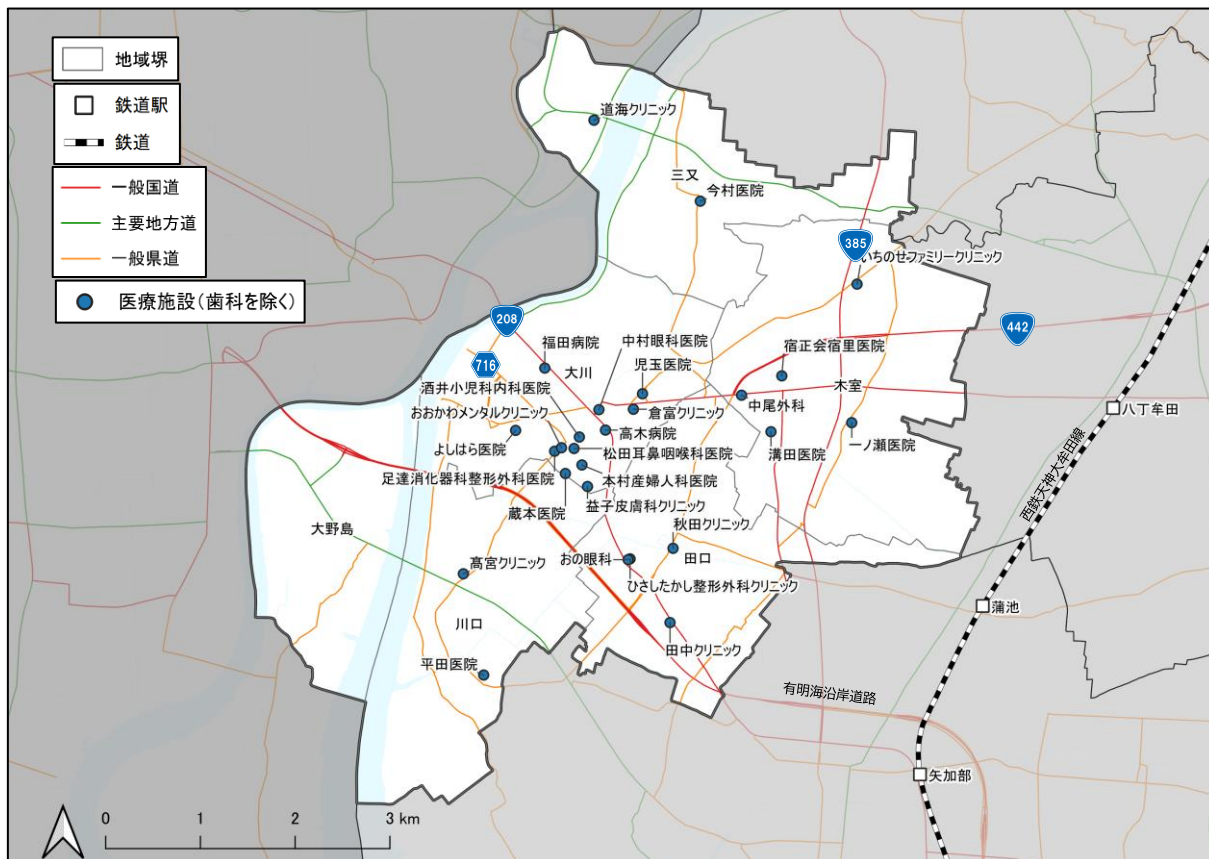 地域堺
鉄道駅
鉄道
一般国道
主要地方道
一般県道
医療施設(歯科を除く)
道海クリニック
三又
今村医院
385
いちのせファミリークリニック
208
442
716
福田病院
中村眼科医院
大川
児玉医院
宿正会宿里医院
酒井小児科内科医院
木室
おおかわメンタルクリニック
倉富クリニック
中尾外科
八丁牟田
高木病院
よしはら医院
松田耳鼻咽喉科医院
溝田医院
一ノ瀬医院
足達消化器科整形外科医院
本村産婦人科医院
益子皮膚科クリニック
蔵本医院
西鉄天神大牟田線
大野島
秋田クリニック
髙宮クリニック
おの眼科
田口
ひさしたかし整形外科クリニック
蒲池
川口
田中クリニック
平田医院
有明海沿岸道路
矢加部
0 1 2 3 km